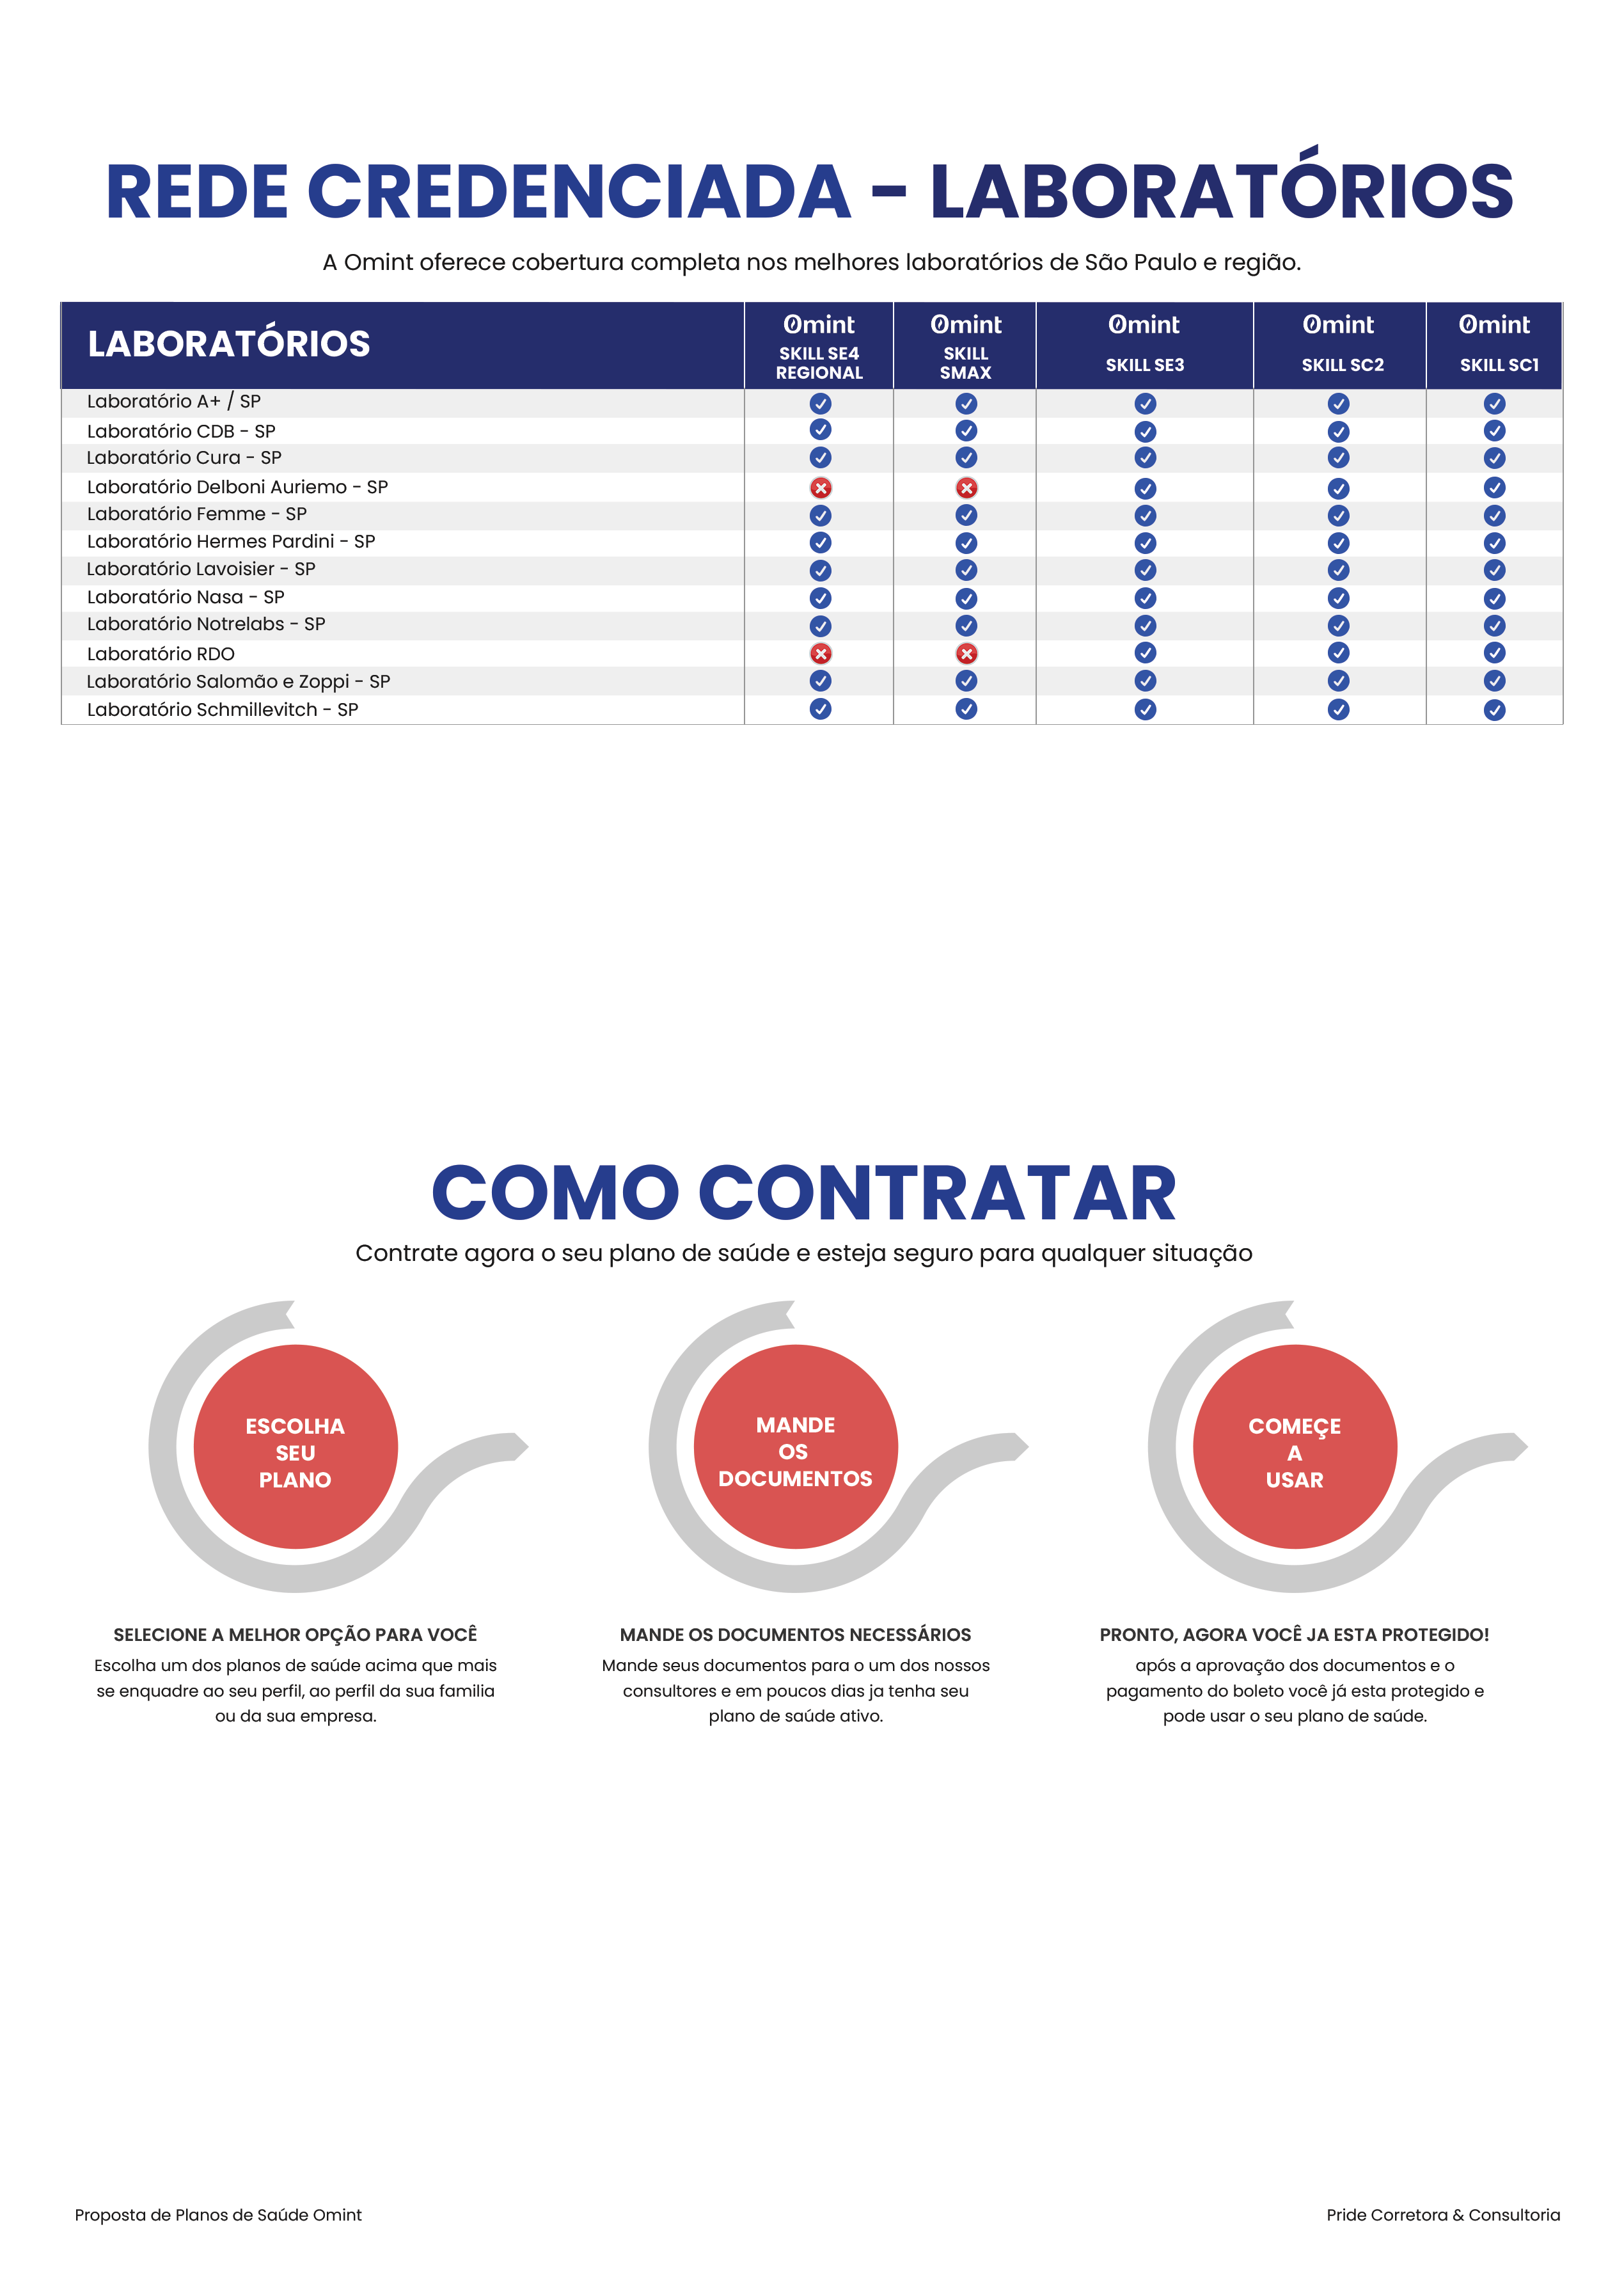 REDE CREDENCIADA - LABORATÓRIOS
A Omint oferece cobertura completa nos melhores laboratórios de São Paulo e região.
LABORATÓRIOS
Omint
SKILL SE4
REGIONAL
Omint
SKILL
SMAX
Omint
SKILL SE3
Omint
SKILL SC2
Omint
SKILL SC1
Laboratório A+ / SP
Laboratório CDB - SP
Laboratório Cura - SP
Laboratório Delboni Auriemo - SP
Laboratório Femme - SP
Laboratório Hermes Pardini - SP
Laboratório Lavoisier - SP
Laboratório Nasa - SP
Laboratório Notrelabs - SP
Laboratório RDO
Laboratório Salomão e Zoppi - SP
Laboratório Schmillevitch - SP
COMO CONTRATAR
Contrate agora o seu plano de saúde e esteja seguro para qualquer situação
ESCOLHA
SEU
PLANO
MANDE
OS
DOCUMENTOS
COMEÇE
A
USAR
SELECIONE A MELHOR OPÇÃO PARA VOCÊ
Escolha um dos planos de saúde acima que mais
se enquadre ao seu perfil, ao perfil da sua familia
ou da sua empresa.
MANDE OS DOCUMENTOS NECESSÁRIOS
Mande seus documentos para o um dos nossos
consultores e em poucos dias ja tenha seu
plano de saúde ativo.
PRONTO, AGORA VOCÊ JA ESTA PROTEGIDO!
após a aprovação dos documentos e o
pagamento do boleto você já esta protegido e
pode usar o seu plano de saúde.
Proposta de Planos de Saúde Omint
Pride Corretora & Consultoria